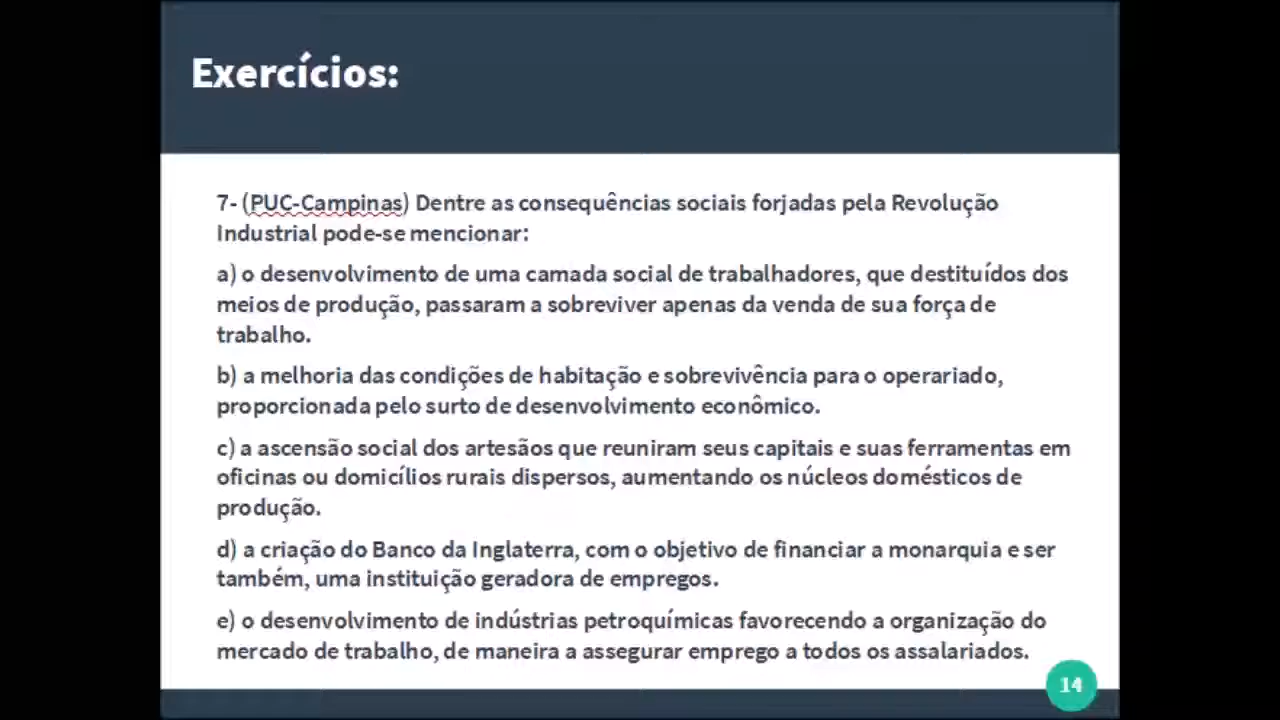 Exercícios:
7- (PUC-Campinas) Dentre as consequências sociais forjadas pela Revolução
Industrial pode-se mencionar:
a) o desenvolvimento de uma camada social de trabalhadores, que destituídos dos
meios de produção, passaram a sobreviver apenas da venda de sua força de
trabalho.
b) a melhoria das condições de habitação e sobrevivência para o operariado,
proporcionada pelo surto de desenvolvimento econômico.
c) a ascensão social dos artesãos que reuniram seus capitais e suas ferramentas em
oficinas ou domicílios rurais dispersos, aumentando os núcleos domésticos de
produção.
d) a criação do Banco da Inglaterra, com o objetivo de financiar a monarquia e ser
também, uma instituição geradora de empregos.
e) o desenvolvimento de indústrias petroquímicas favorecendo a organização do
mercado de trabalho, de maneira a assegurar emprego a todos os assalariados.
14